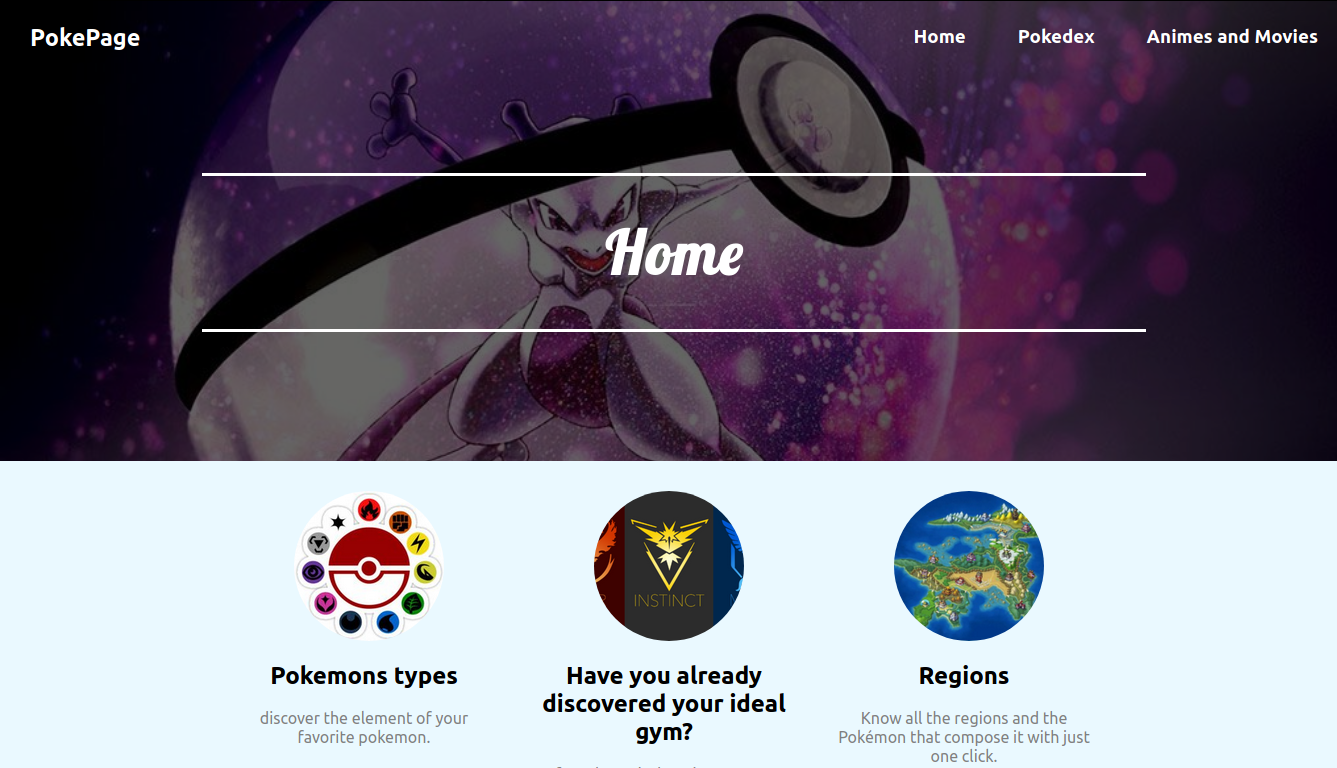 PokePage
Home Pokedex Animes and Movies
Home
INSTINCT
Pokemons types
discover the element of your
favorite pokemon.
Have you already
discovered your ideal
gym?
Regions
Know all the regions and the
Pokémon that compose it with just
one click.